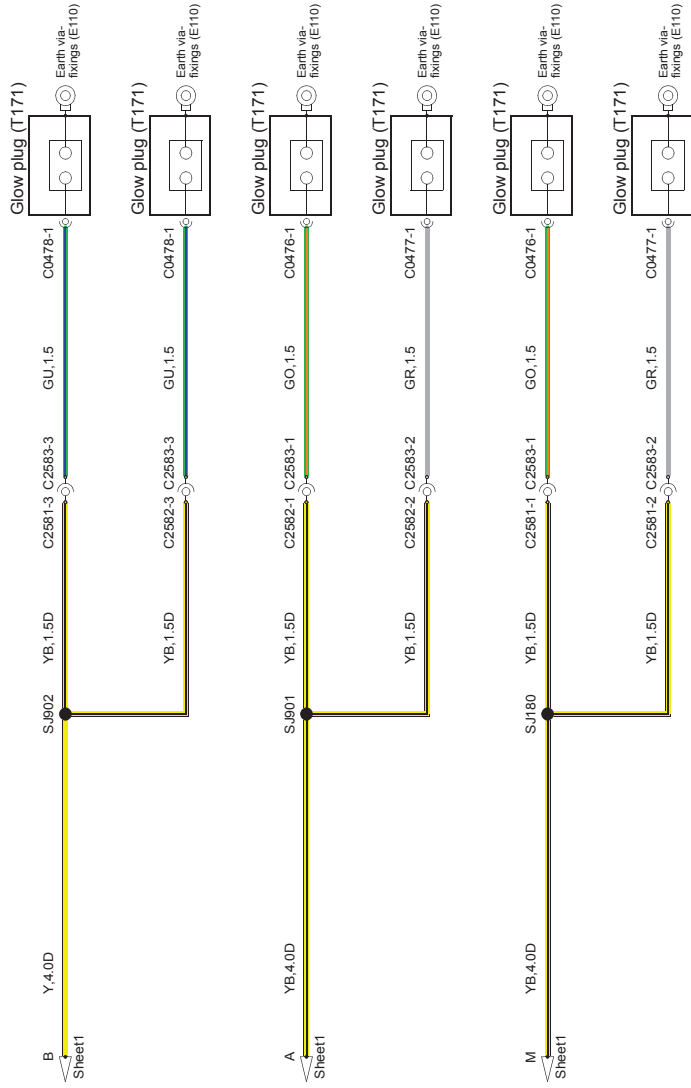 B
Sheet1
Y,4.0D
SJ902
YB,1.5D
C2581-3
C2583-3
GU,1.5
C0478-1
Glow plug (T171)
Earth via-
fixings (E110)
YB,1.5D
C2582-3
C2583-3
GU,1.5
C0478-1
Glow plug (T171)
Earth via-
fixings (E110)
A
Sheet1
YB,4.0D
SJ901
YB,1.5D
C2582-1
C2583-1
GO,1.5
C0476-1
Glow plug (T171)
Earth via-
fixings (E110)
YB,1.5D
C2582-2
C2583-2
GR,1.5
C0477-1
Glow plug (T171)
Earth via-
fixings (E110)
M
Sheet1
YB,4.0D
SJ180
YB,1.5D
C2581-1
C2583-1
GO,1.5
C0476-1
Glow plug (T171)
Earth via-
fixings (E110)
YB,1.5D
C2581-2
C2583-2
GR,1.5
C0477-1
Glow plug (T171)
Earth via-
fixings (E110)